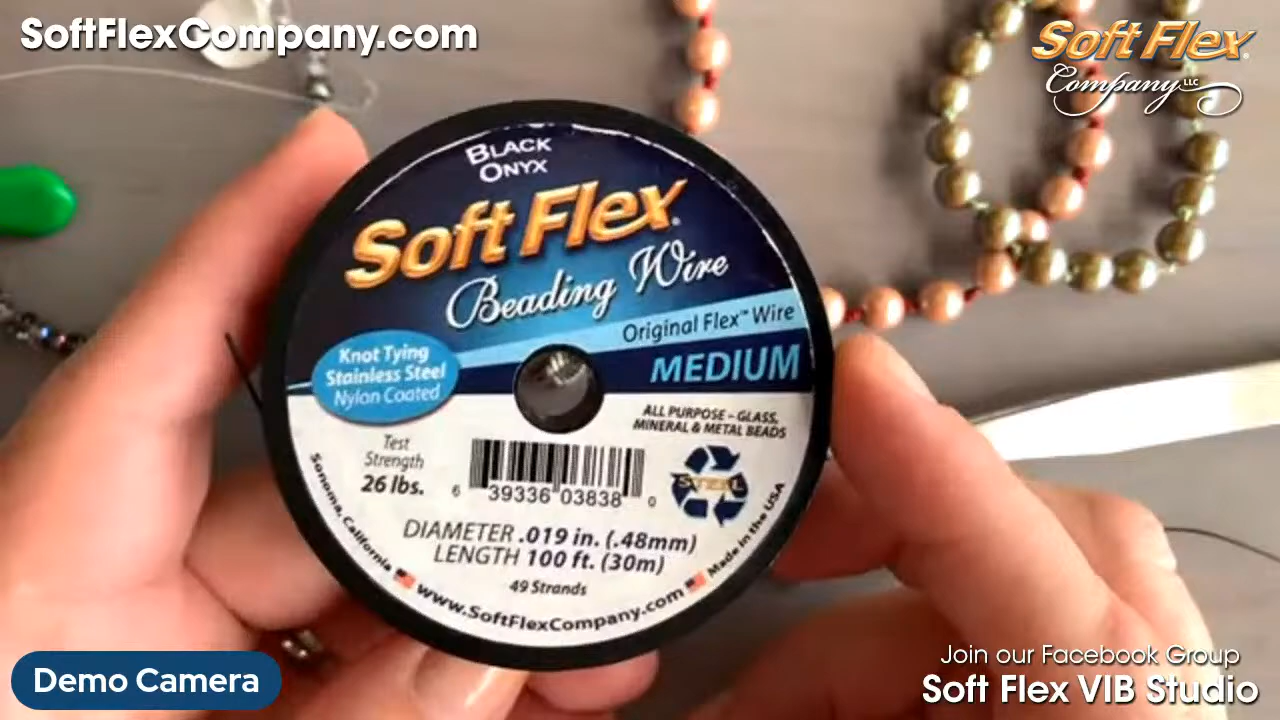 SoftFlexCompany.com
Soft Flex®
Company LLC
BLACK
ONYX
Soft Flex®
Beading Wire
Original Flex™ Wire
MEDIUM
Knot Tying
Stainless Steel
Nylon Coated
ALL PURPOSE – GLASS,
MINERAL & METAL BEADS
Test
Strength
26 lbs.
STEEL
6 39336 03838 0
DIAMETER .019 in. (.48mm)
LENGTH 100 ft. (30m)
49 Strands
Sonoma, California
www.SoftFlexCompany.com
Made in the USA
Demo Camera
Join our Facebook Group
Soft Flex VIB Studio